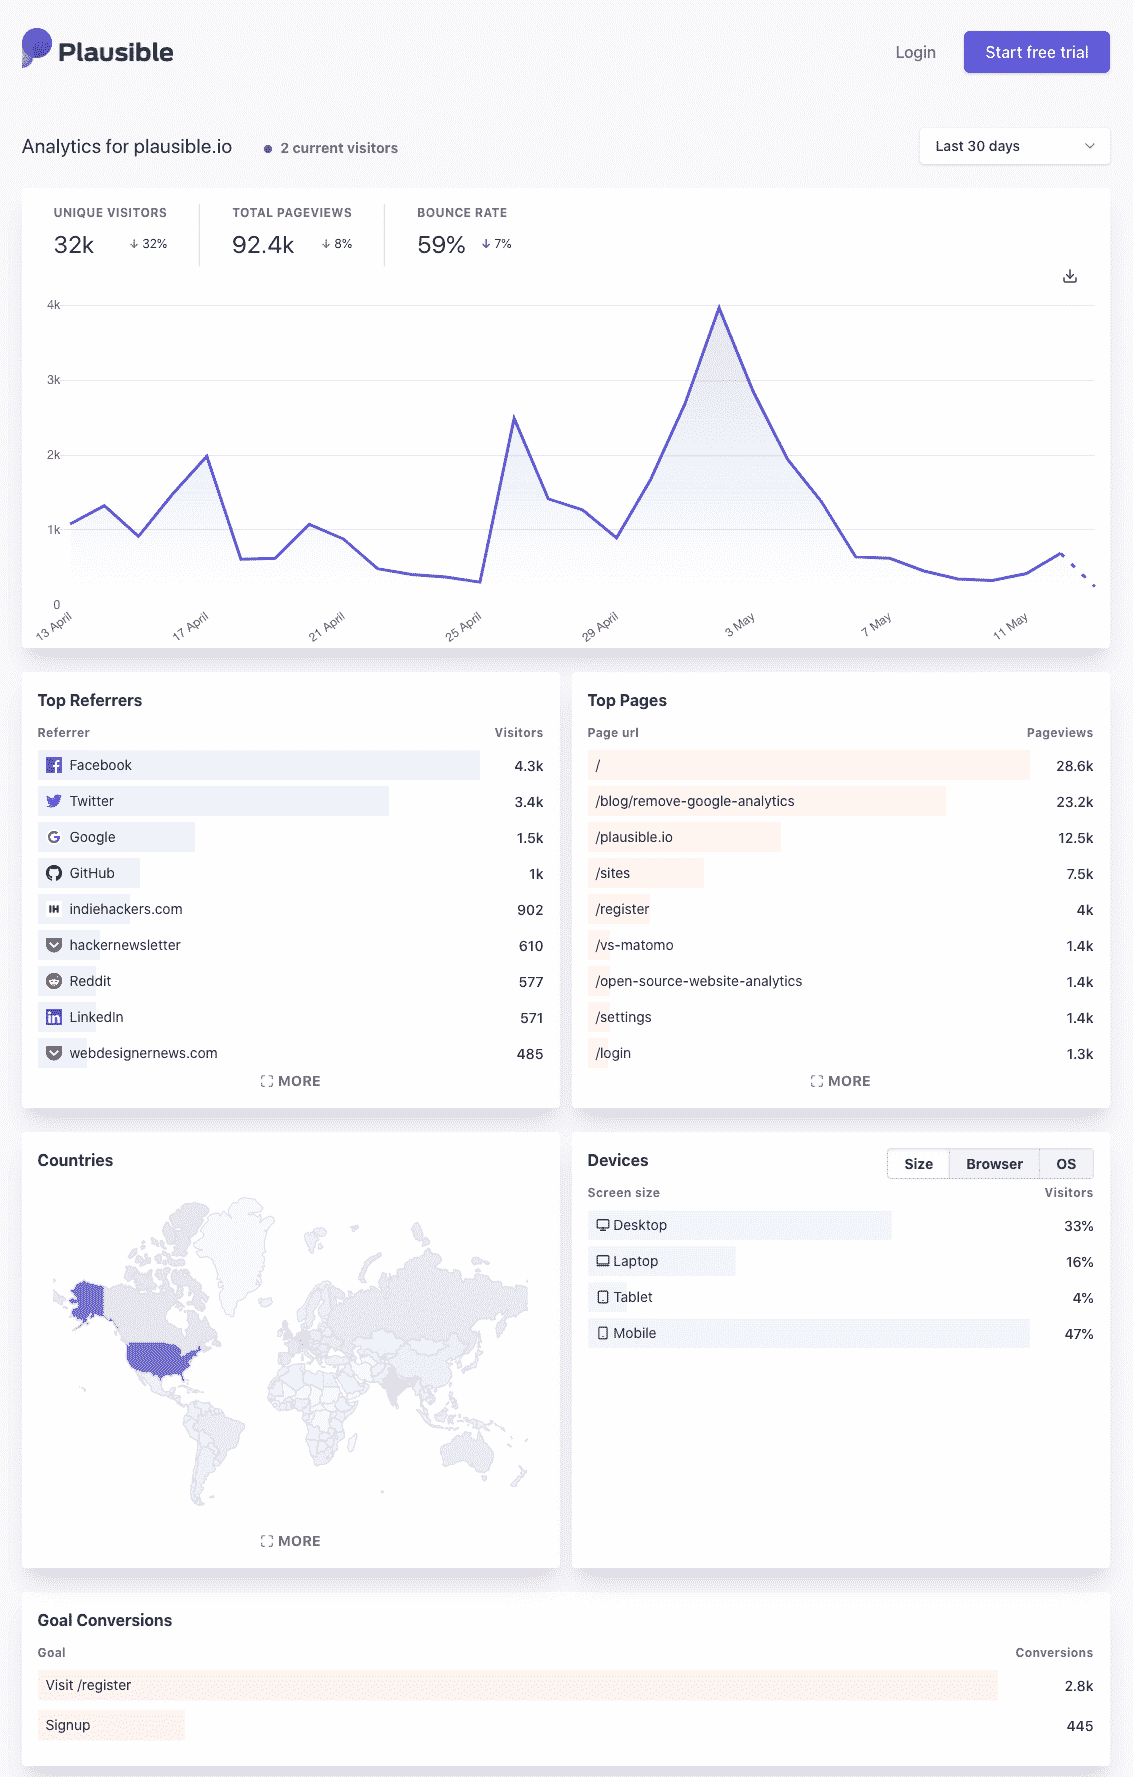 Plausible
Login
Start free trial
Analytics for plausible.io
2 current visitors
Last 30 days
UNIQUE VISITORS
32k
↓ 32%
TOTAL PAGEVIEWS
92.4k
↓ 8%
BOUNCE RATE
59%
↓ 7%
4k
3k
2k
1k
0
13 April
17 April
21 April
25 April
29 April
3 May
7 May
11 May
Top Referrers
Referrer Visitors
Facebook 4.3k
Twitter 3.4k
Google 1.5k
GitHub 1k
IH indiehackers.com 902
hackernewsletter 610
Reddit 577
in LinkedIn 571
webdesignernews.com 485
MORE
Top Pages
Page url Pageviews
/ 28.6k
/blog/remove-google-analytics 23.2k
/plausible.io 12.5k
/sites 7.5k
/register 4k
/vs-matomo 1.4k
/open-source-website-analytics 1.4k
/settings 1.4k
/login 1.3k
MORE
Countries
MORE
Devices
Size Browser OS
Screen size Visitors
Desktop 33%
Laptop 16%
Tablet 4%
Mobile 47%
Goal Conversions
Goal Conversions
Visit /register 2.8k
Signup 445